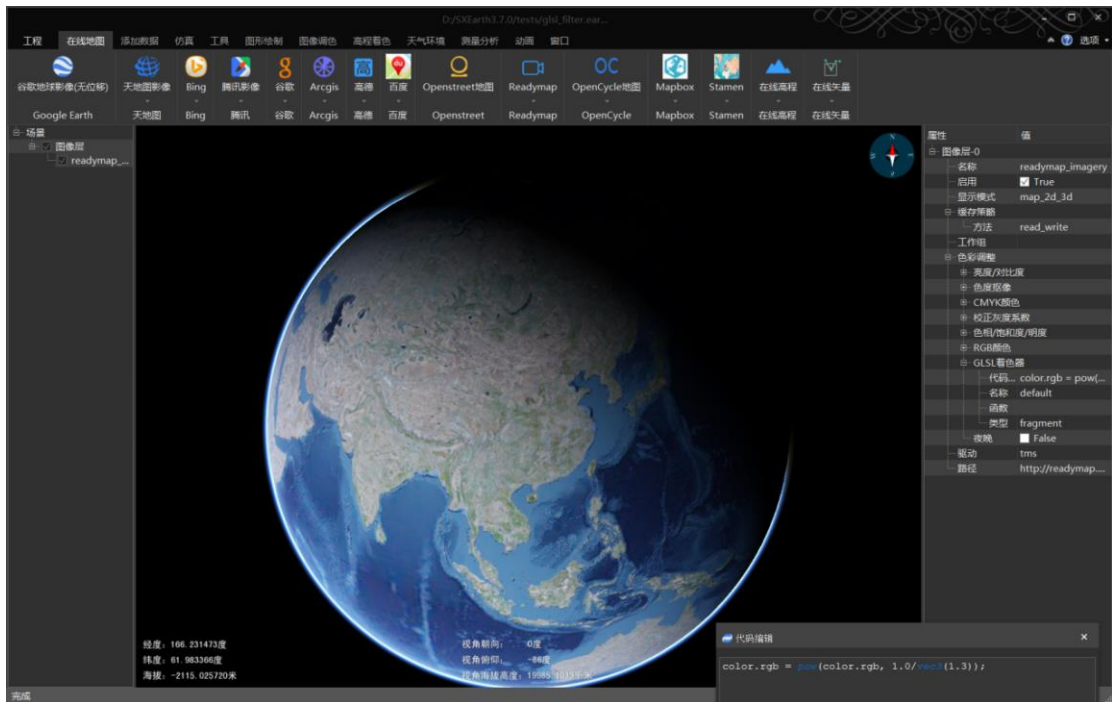 D:/SXEarth3.7.0/tests/glsl_filter.ear...
工程 在线地图 添加数据 仿真 工具 图形绘制 图像调色 高程着色 天气环境 测量分析 动画 窗口 选项
谷歌地球影像(无位移) 天地图影像 Bing 腾讯影像 谷歌 Arcgis 高德 百度 Openstreet地图 Readymap OpenCycle地图 Mapbox Stamen 在线高程 在线矢量
Google Earth 天地图 Bing 腾讯 谷歌 Arcgis 高德 百度 Openstreet Readymap OpenCycle Mapbox Stamen 在线高程 在线矢量
场景
图像层
readymap_...
属性 值
图像层-0
名称 readymap_imagery
启用 True
显示模式 map_2d_3d
缓存策略
方法 read_write
工作组
色彩调整
亮度/对比度
色度抠像
CMYK颜色
校正灰度系数
色相/饱和度/明度
RGB颜色
GLSL着色器
代码... color.rgb = pow(...
名称 default
函数
类型 fragment
夜晚 False
驱动 tms
路径 http://readymap....
经度：166.231473度 视角朝向： 0度
纬度：61.983366度 视角俯仰： -86度
海拔：-2115.025720米 视角海拔高度：
代码编辑
color.rgb = pow(color.rgb, 1.0/vec3(1.3));
完成